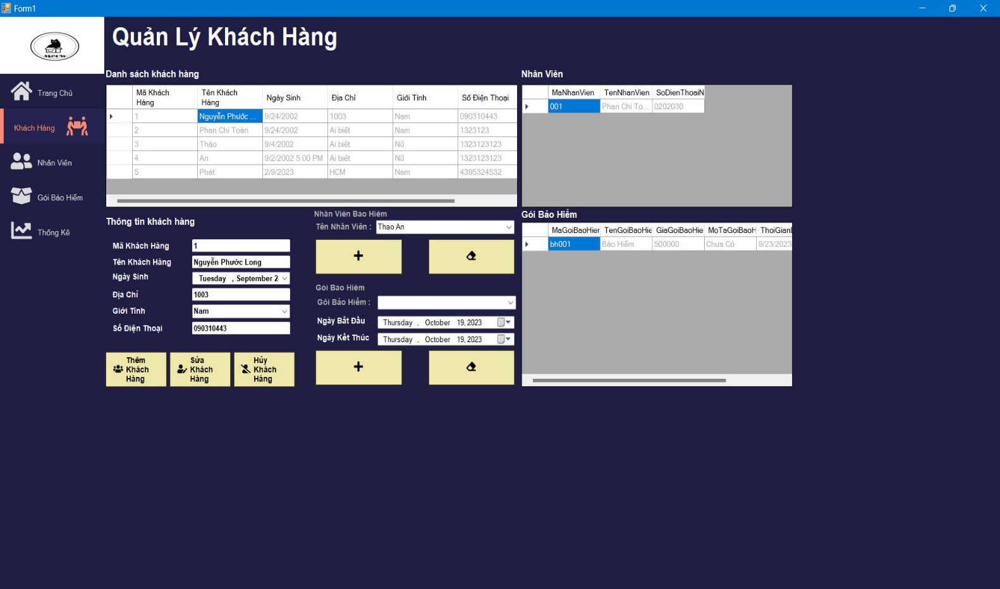 Form1
Quản Lý Khách Hàng
Meow
Trang Chủ
Khách Hàng
Nhân Viên
Gói Bảo Hiểm
Thống Kê
Danh sách khách hàng
Mã Khách Hàng Tên Khách Hàng Ngày Sinh Địa Chỉ Giới Tính Số Điện Thoại
1 Nguyễn Phước ... 9/24/2002 1003 Nam 090310443
2 Phan Chí Toàn 9/24/2002 Ai biết Nam 1323123
3 Thảo 9/4/2002 Ai biết Nữ 1323123123
4 An 9/2/2002 5:00 PM Ai biết Nữ 1323123123
5 Phát 2/9/2023 HCM Nam 4395324532
Nhân Viên
MaNhanVien TenNhanVien SoDienThoaiN
001 Phan Chí To... 0202030
Thông tin khách hàng
Mã Khách Hàng 1
Tên Khách Hàng Nguyễn Phước Long
Ngày Sinh Tuesday , September 2
Địa Chỉ 1003
Giới Tính Nam
Số Điện Thoại 090310443
Thêm Khách Hàng
Sửa Khách Hàng
Hủy Khách Hàng
Nhân Viên Bảo Hiểm
Tên Nhân Viên : Thao An
Gói Bảo Hiểm
Gói Bảo Hiểm :
Ngày Bắt Đầu Thursday , October 19, 2023
Ngày Kết Thúc Thursday , October 19, 2023
Gói Bảo Hiểm
MaGoiBaoHier TenGoiBaoHie GiaGoiBaoHie MoTaGoiBaoH ThoiGian
bh001 Bảo Hiểm 500000 Chưa Có 9/23/2023